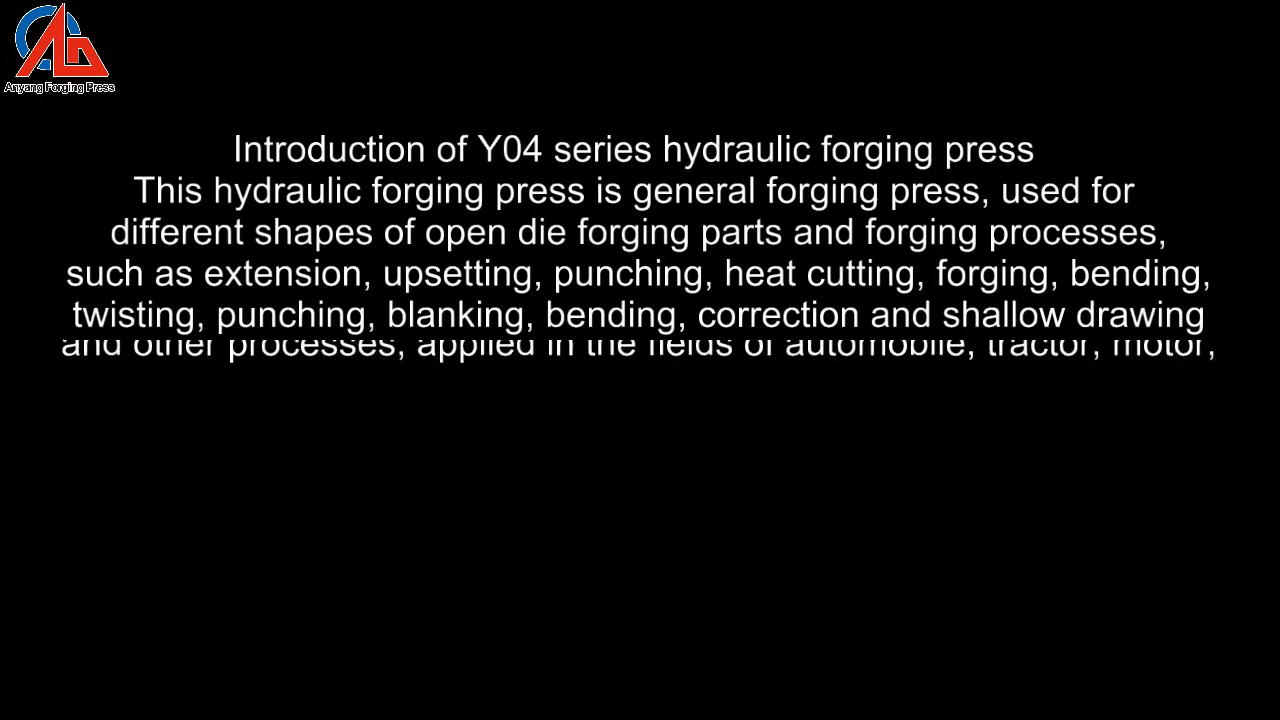 Anyang Forging Press
Introduction of Y04 series hydraulic forging press
This hydraulic forging press is general forging press, used for
different shapes of open die forging parts and forging processes,
such as extension, upsetting, punching, heat cutting, forging, bending,
twisting, punching, blanking, bending, correction and shallow drawing
and other processes, applied in the fields of automobile, tractor, motor,